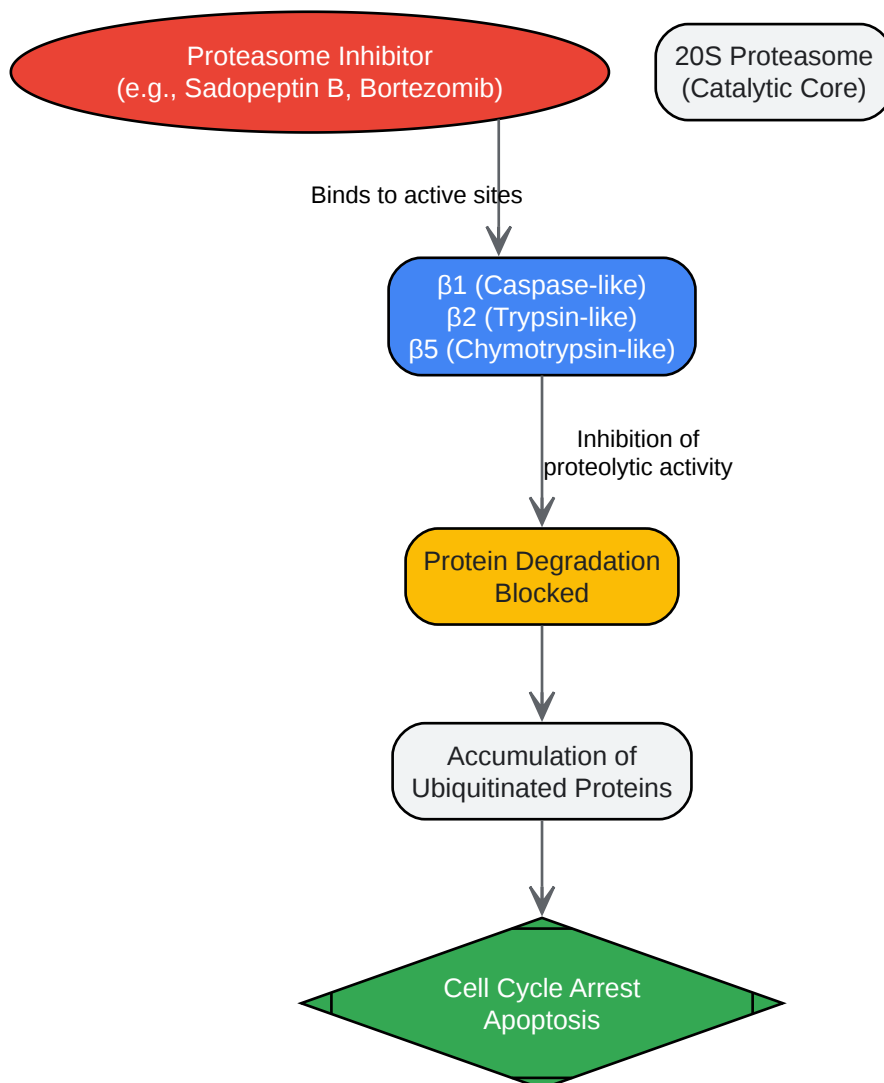 Proteasome Inhibitor
(e.g., Sadopeptin B, Bortezomib)
20S Proteasome
(Catalytic Core)
Binds to active sites
β1 (Caspase-like)
β2 (Trypsin-like)
β5 (Chymotrypsin-like)
Inhibition of
proteolytic activity
Protein Degradation
Blocked
Accumulation of
Ubiquitinated Proteins
Cell Cycle Arrest
Apoptosis